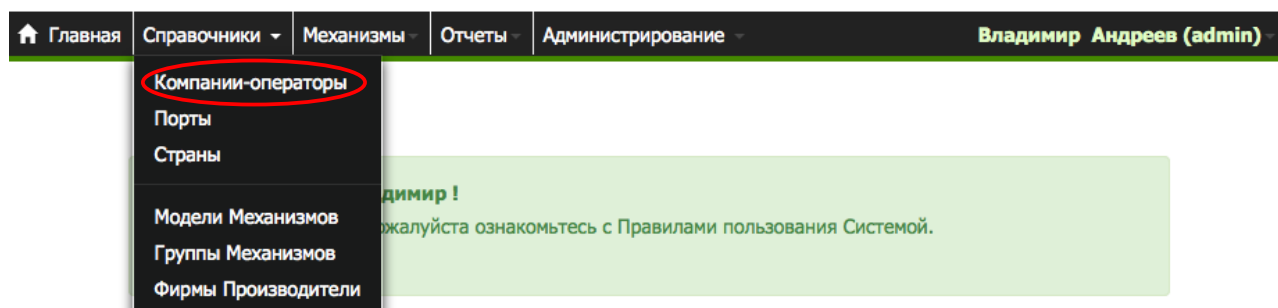 Главная Справочники Механизмы Отчеты Администрирование Владимир Андреев (admin)
Компании-операторы
Порты
Страны
димир !
жалуйста ознакомьтесь с Правилами пользования Системой.
Модели Механизмов
Группы Механизмов
Фирмы Производители